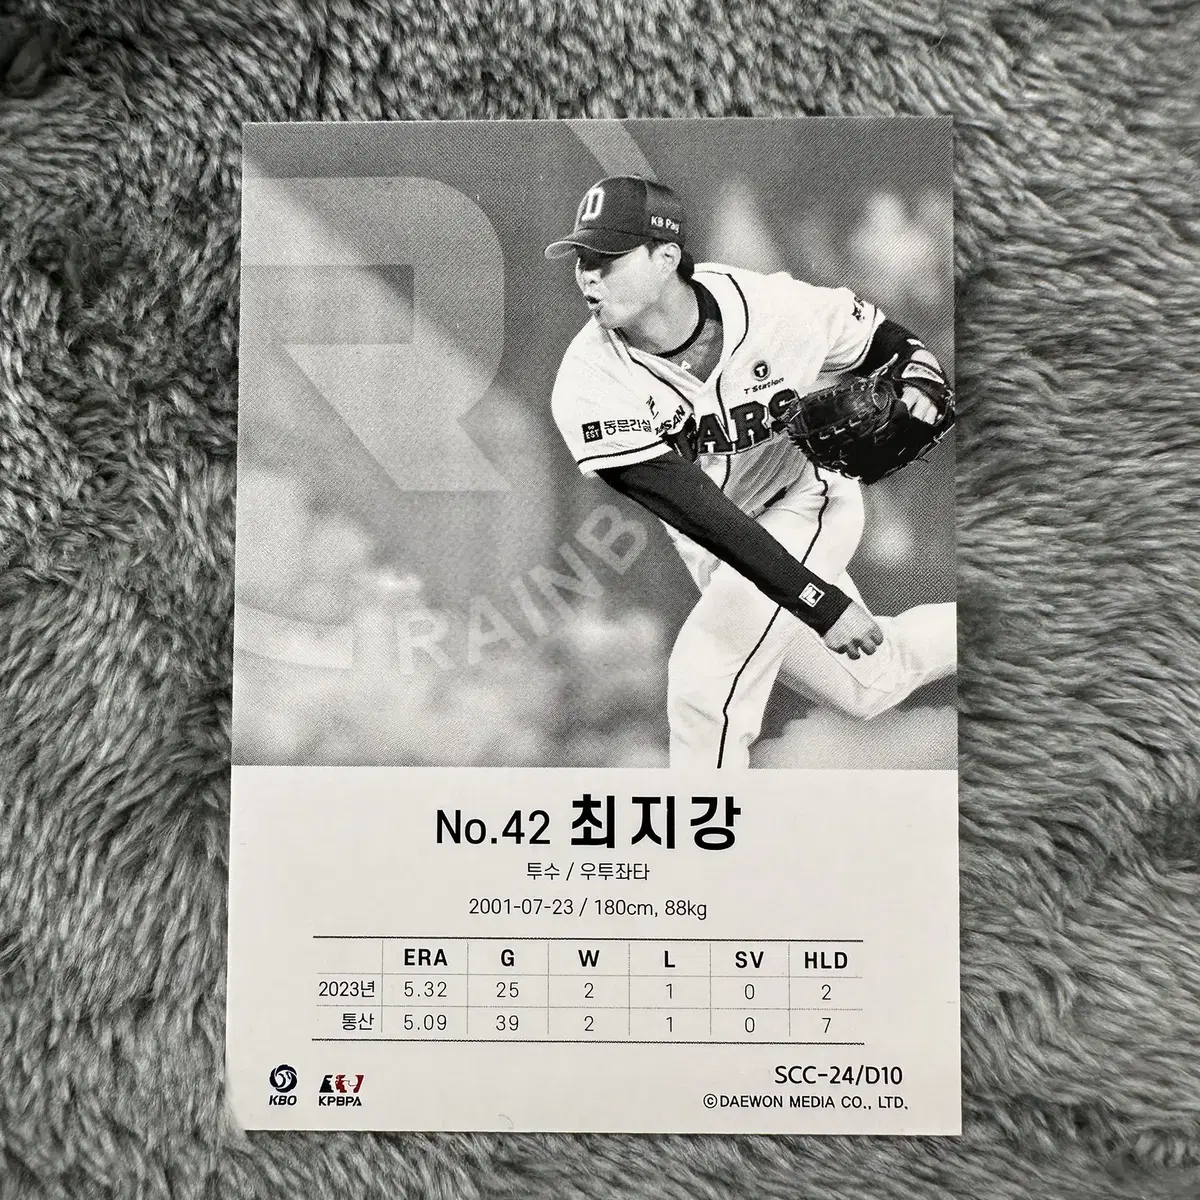 D
KB Pay
T
T Station
EST 동문건설
BEARS
RAINB
No.42 최지강
투수 / 우투좌타
2001-07-23 / 180cm, 88kg
ERA G W L SV HLD
2023년 5.32 25 2 1 0 2
통산 5.09 39 2 1 0 7
KBO KPBPA
SCC-24/D10
©DAEWON MEDIA CO., LTD.